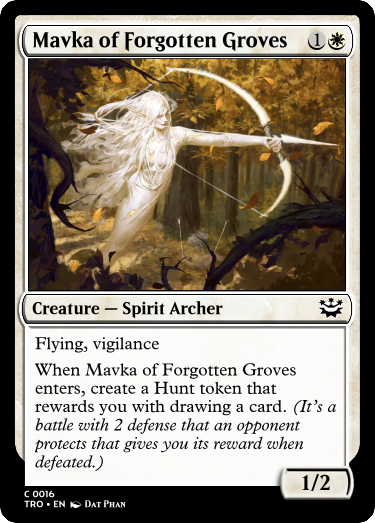 Mavka of Forgotten Groves 1
Creature — Spirit Archer
Flying, vigilance
When Mavka of Forgotten Groves
enters, create a Hunt token that
rewards you with drawing a card. (It's a
battle with 2 defense that an opponent
protects that gives you its reward when
defeated.)
1/2
C 0016
TRO • EN Dat Phan